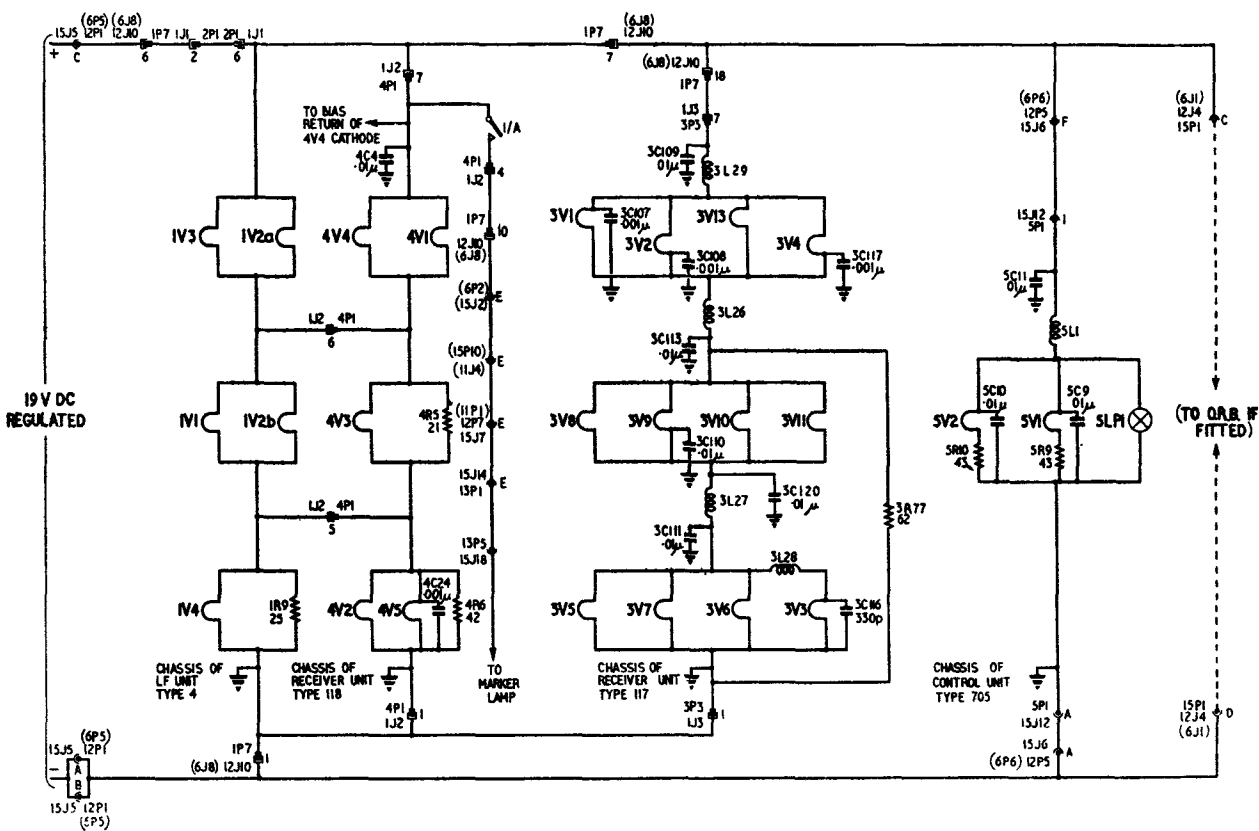 (6P5) (6J8)
15J5 12P1 12J10 1P7 1J1 2P1 2P1 1J1
+ C 6 2 6
(6J8)
1P7 12J10
7
1J2
4P1 7
(6J8) 12J10
1P7 18
1J3
3P3 7
(6P6)
12P5
15J6 F
(6J1)
12J4
15P1 C
TO BIAS
RETURN OF
4V4 CATHODE
1/A
4C4
·01μ
4P1
1J2 4
3C109
·01μ
3L29
1P7
12J10
(6J8) 10
15J12
5P1 1
1V3 1V2a 4V4 4V1
3V1 3C107
·001μ
3V2 3C108
·001μ
3V13
3V4 3C117
·001μ
5C11
·01μ
5L1
(6P2)
(15J2) E
3L26
1J2 4P1
6
3C113
·01μ
(15P10)
(11J4) E
19V DC
REGULATED
1V1 1V2b 4V3 4R5
21
(11P1)
12P7
15J7 E
3V8 3V9 3V10 3V11
3C110
·01μ
5V2 5C10
·01μ
5V1 5C9
·01μ
5LP1
5R10
43
5R9
43
(TO O.R.B. IF
FITTED)
15J14
13P1 E
3L27
3C120
·01μ
3R77
62
1J2 4P1
5
3C111
·01μ
13P5
15J18
3L28
1V4 1R9
25
4V2 4V5 4C24
·001μ
4R6
42
3V5 3V7 3V6 3V3 3C116
330p
CHASSIS OF
LF UNIT
TYPE 4
CHASSIS OF
RECEIVER UNIT
TYPE 118
TO
MARKER
LAMP
CHASSIS OF
RECEIVER UNIT
TYPE 117
CHASSIS OF
CONTROL UNIT
TYPE 705
4P1
1J2 1
3P3
1J3 1
5P1
15J12 A
15P1
12J4
(6J1) D
(6P5)
15J5 12P1
A
−
B
15J5 12P1
(5P5)
1P7
(6J8) 12J10 1
15J6
(6P6) 12P5 A